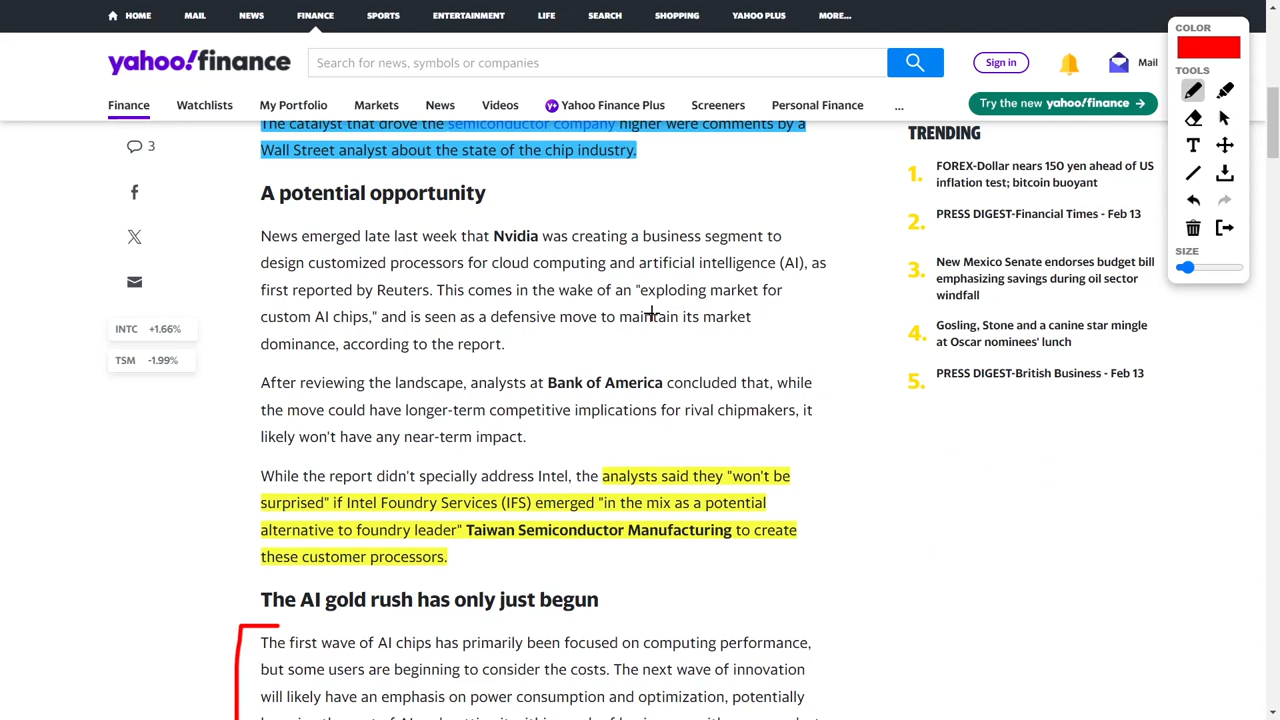 HOME MAIL NEWS FINANCE SPORTS ENTERTAINMENT LIFE SEARCH SHOPPING YAHOO PLUS MORE...
yahoo!finance
Search for news, symbols or companies
Sign in
Mail
Finance Watchlists My Portfolio Markets News Videos Yahoo Finance Plus Screeners Personal Finance ...
Try the new yahoo!finance
The catalyst that drove the semiconductor company higher were comments by a
Wall Street analyst about the state of the chip industry.
3
A potential opportunity
News emerged late last week that Nvidia was creating a business segment to
design customized processors for cloud computing and artificial intelligence (AI), as
first reported by Reuters. This comes in the wake of an "exploding market for
custom AI chips," and is seen as a defensive move to maintain its market
dominance, according to the report.
INTC +1.66%
TSM -1.99%
After reviewing the landscape, analysts at Bank of America concluded that, while
the move could have longer-term competitive implications for rival chipmakers, it
likely won't have any near-term impact.
While the report didn't specially address Intel, the analysts said they "won't be
surprised" if Intel Foundry Services (IFS) emerged "in the mix as a potential
alternative to foundry leader" Taiwan Semiconductor Manufacturing to create
these customer processors.
The AI gold rush has only just begun
The first wave of AI chips has primarily been focused on computing performance,
but some users are beginning to consider the costs. The next wave of innovation
will likely have an emphasis on power consumption and optimization, potentially
TRENDING
1. FOREX-Dollar nears 150 yen ahead of US
inflation test; bitcoin buoyant
2. PRESS DIGEST-Financial Times - Feb 13
3. New Mexico Senate endorses budget bill
emphasizing savings during oil sector
windfall
4. Gosling, Stone and a canine star mingle
at Oscar nominees' lunch
5. PRESS DIGEST-British Business - Feb 13
COLOR
TOOLS
T
SIZE